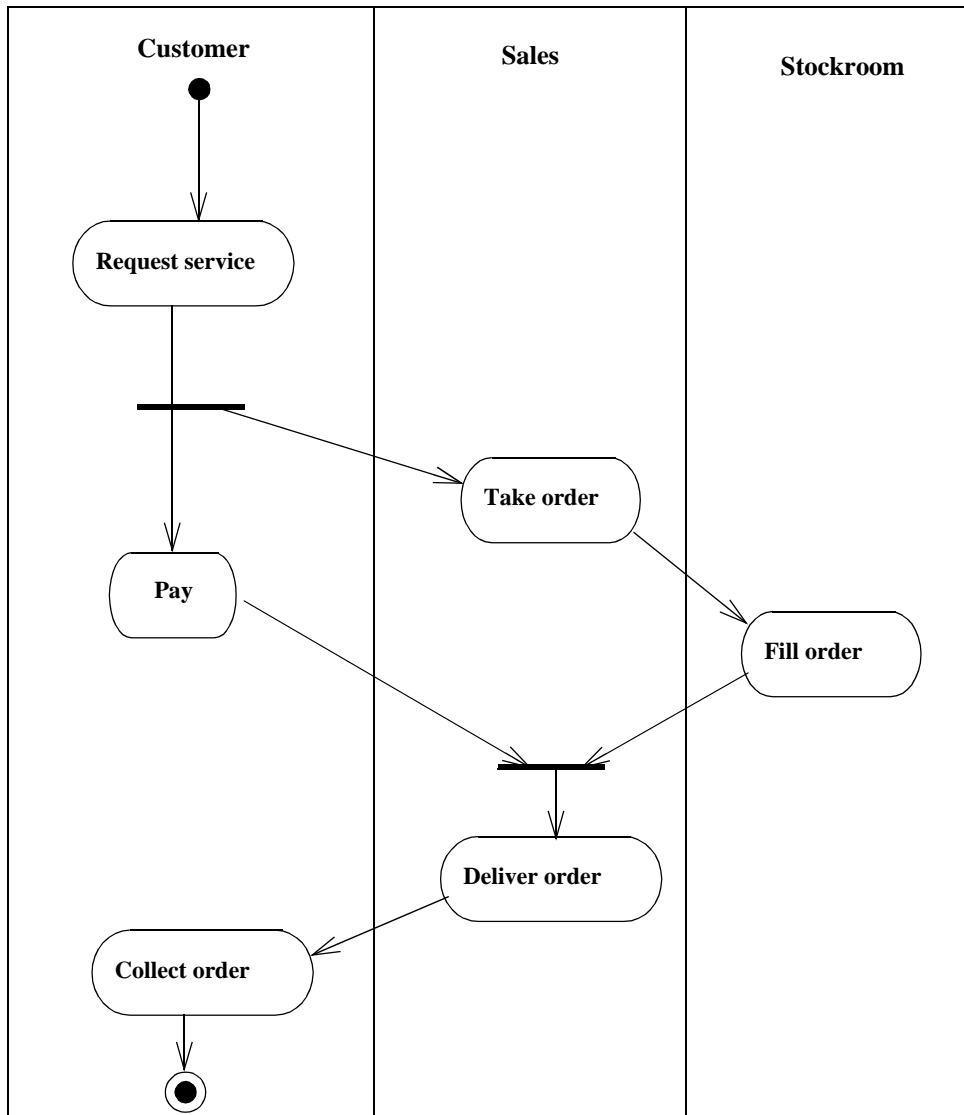 Customer
Sales
Stockroom
Request service
Take order
Pay
Fill order
Deliver order
Collect order